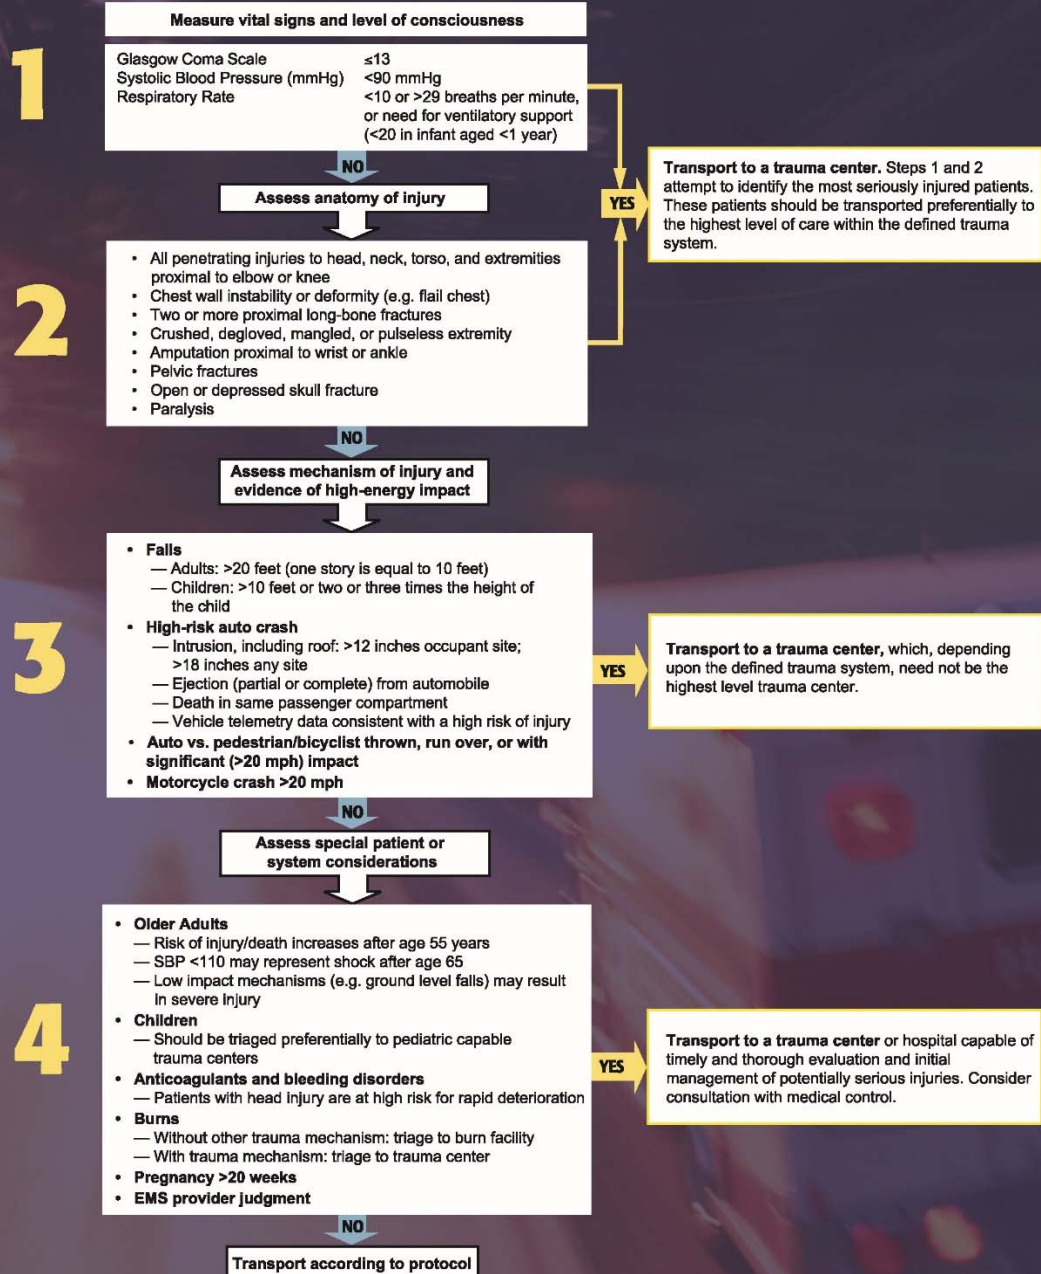 1
Measure vital signs and level of consciousness
Glasgow Coma Scale ≤13
Systolic Blood Pressure (mmHg) <90 mmHg
Respiratory Rate <10 or >29 breaths per minute,
or need for ventilatory support
(<20 in infant aged <1 year)
NO
Assess anatomy of injury
YES
Transport to a trauma center. Steps 1 and 2
attempt to identify the most seriously injured patients.
These patients should be transported preferentially to
the highest level of care within the defined trauma
system.
2
• All penetrating injuries to head, neck, torso, and extremities
proximal to elbow or knee
• Chest wall instability or deformity (e.g. flail chest)
• Two or more proximal long-bone fractures
• Crushed, degloved, mangled, or pulseless extremity
• Amputation proximal to wrist or ankle
• Pelvic fractures
• Open or depressed skull fracture
• Paralysis
NO
Assess mechanism of injury and
evidence of high-energy impact
3
• Falls
— Adults: >20 feet (one story is equal to 10 feet)
— Children: >10 feet or two or three times the height of
the child
• High-risk auto crash
— Intrusion, including roof: >12 inches occupant site;
>18 inches any site
— Ejection (partial or complete) from automobile
— Death in same passenger compartment
— Vehicle telemetry data consistent with a high risk of injury
• Auto vs. pedestrian/bicyclist thrown, run over, or with
significant (>20 mph) impact
• Motorcycle crash >20 mph
YES
Transport to a trauma center, which, depending
upon the defined trauma system, need not be the
highest level trauma center.
NO
Assess special patient or
system considerations
4
• Older Adults
— Risk of injury/death increases after age 55 years
— SBP <110 may represent shock after age 65
— Low impact mechanisms (e.g. ground level falls) may result
in severe injury
• Children
— Should be triaged preferentially to pediatric capable
trauma centers
• Anticoagulants and bleeding disorders
— Patients with head injury are at high risk for rapid deterioration
• Burns
— Without other trauma mechanism: triage to burn facility
— With trauma mechanism: triage to trauma center
• Pregnancy >20 weeks
• EMS provider judgment
YES
Transport to a trauma center or hospital capable of
timely and thorough evaluation and initial
management of potentially serious injuries. Consider
consultation with medical control.
NO
Transport according to protocol